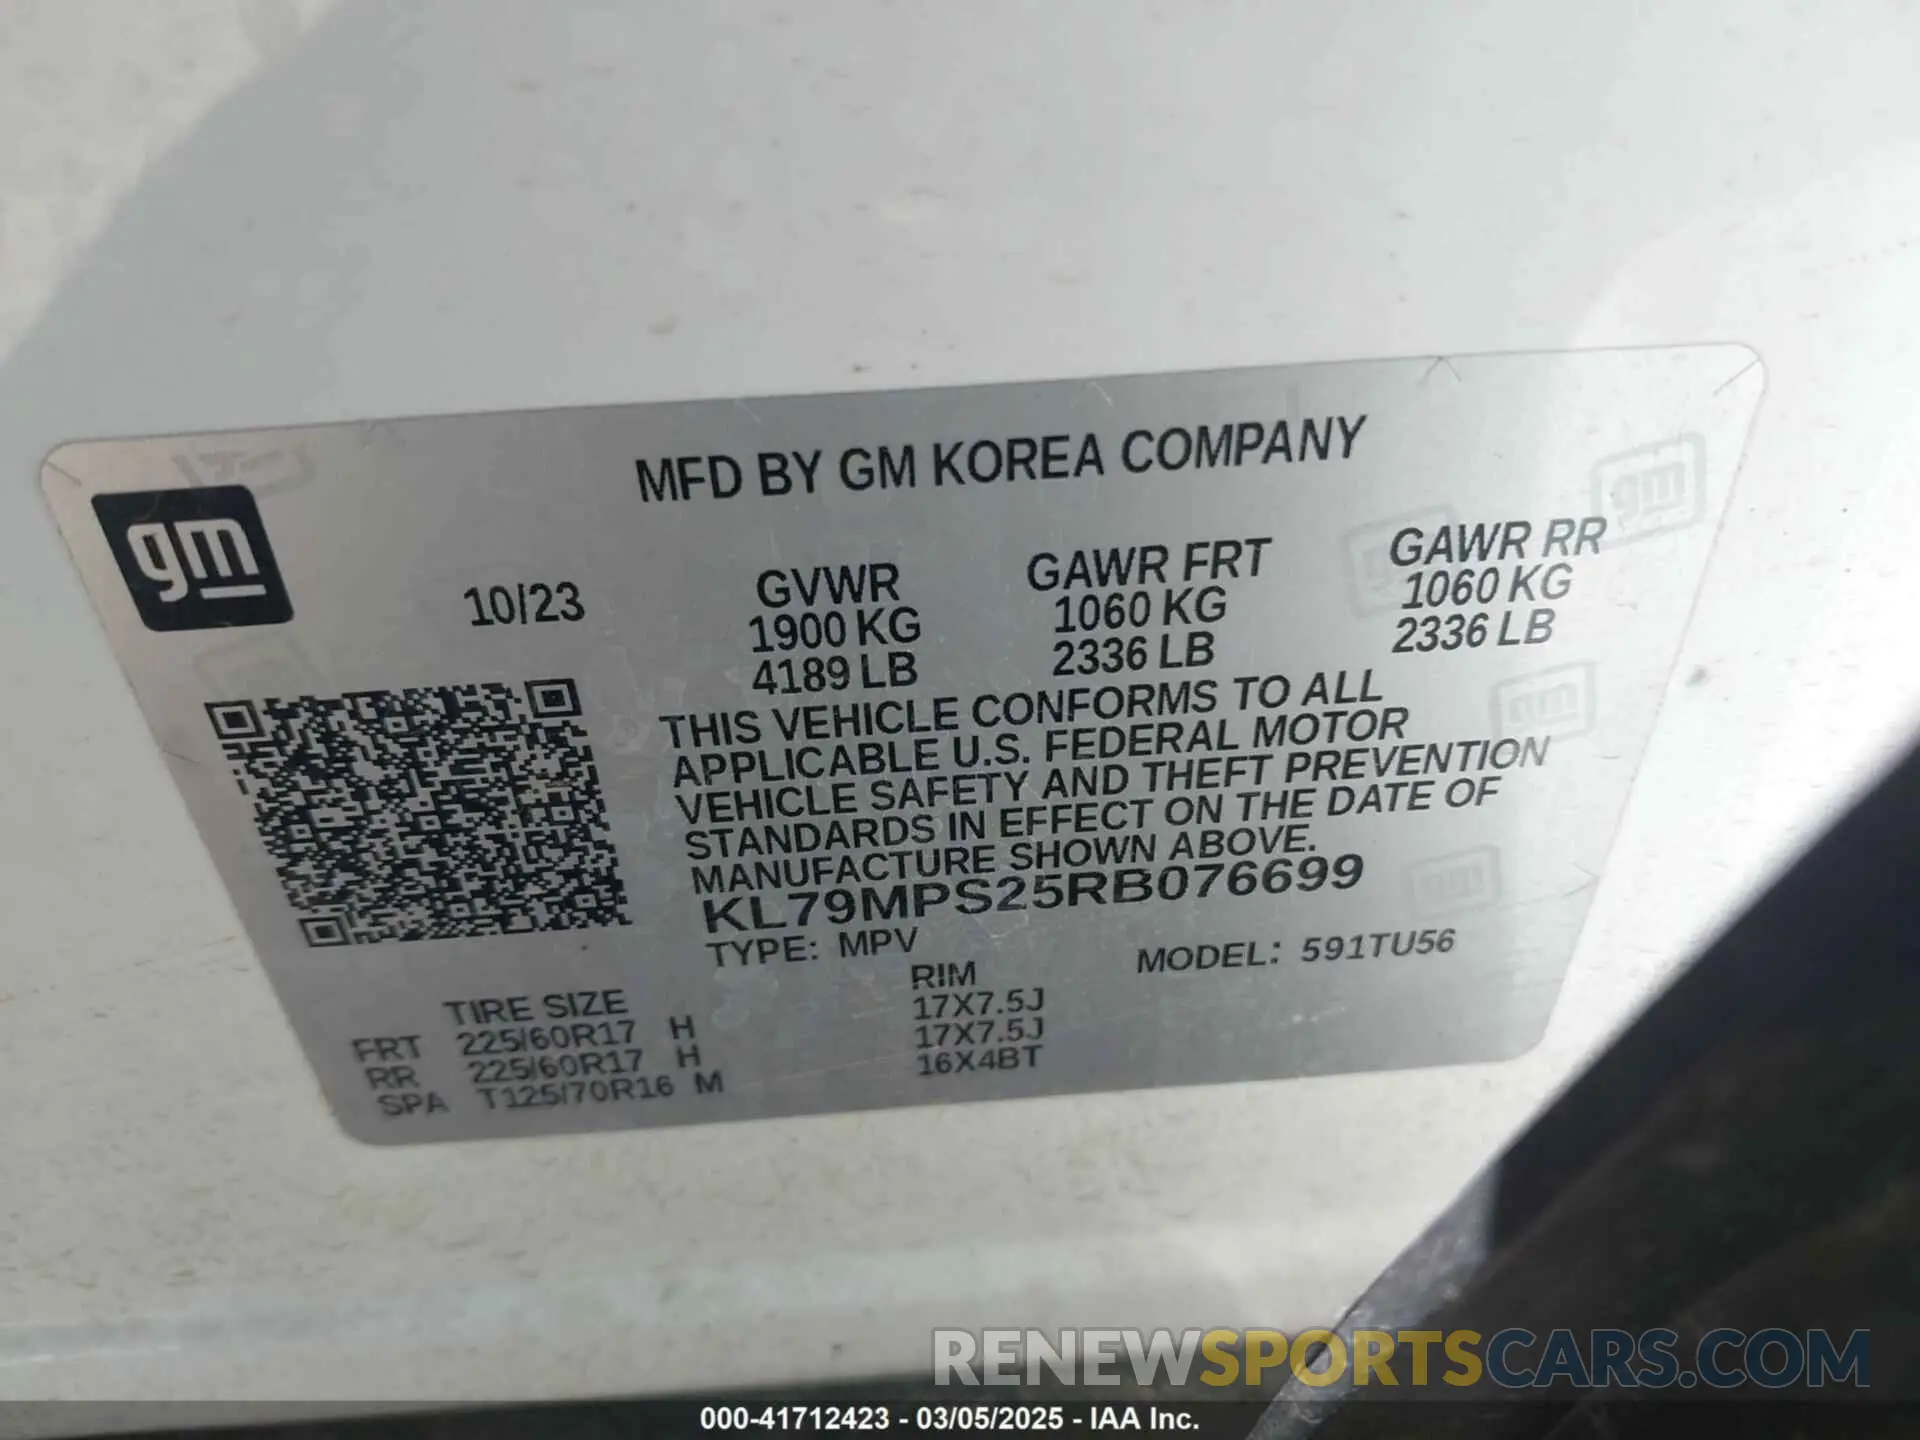 MFD BY GM KOREA COMPANY
gm
10/23
GVWR
1900 KG
4189 LB
GAWR FRT
1060 KG
2336 LB
GAWR RR
1060 KG
2336 LB
THIS VEHICLE CONFORMS TO ALL
APPLICABLE U.S. FEDERAL MOTOR
VEHICLE SAFETY AND THEFT PREVENTION
STANDARDS IN EFFECT ON THE DATE OF
MANUFACTURE SHOWN ABOVE.
KL79MPS25RB076699
TYPE: MPV
MODEL: 591TU56
TIRE SIZE RIM
FRT 225/60R17 H 17X7.5J
RR 225/60R17 H 17X7.5J
SPA T125/70R16 M 16X4BT
RENEWSPORTSCARS.COM
000-41712423 - 03/05/2025 - IAA Inc.